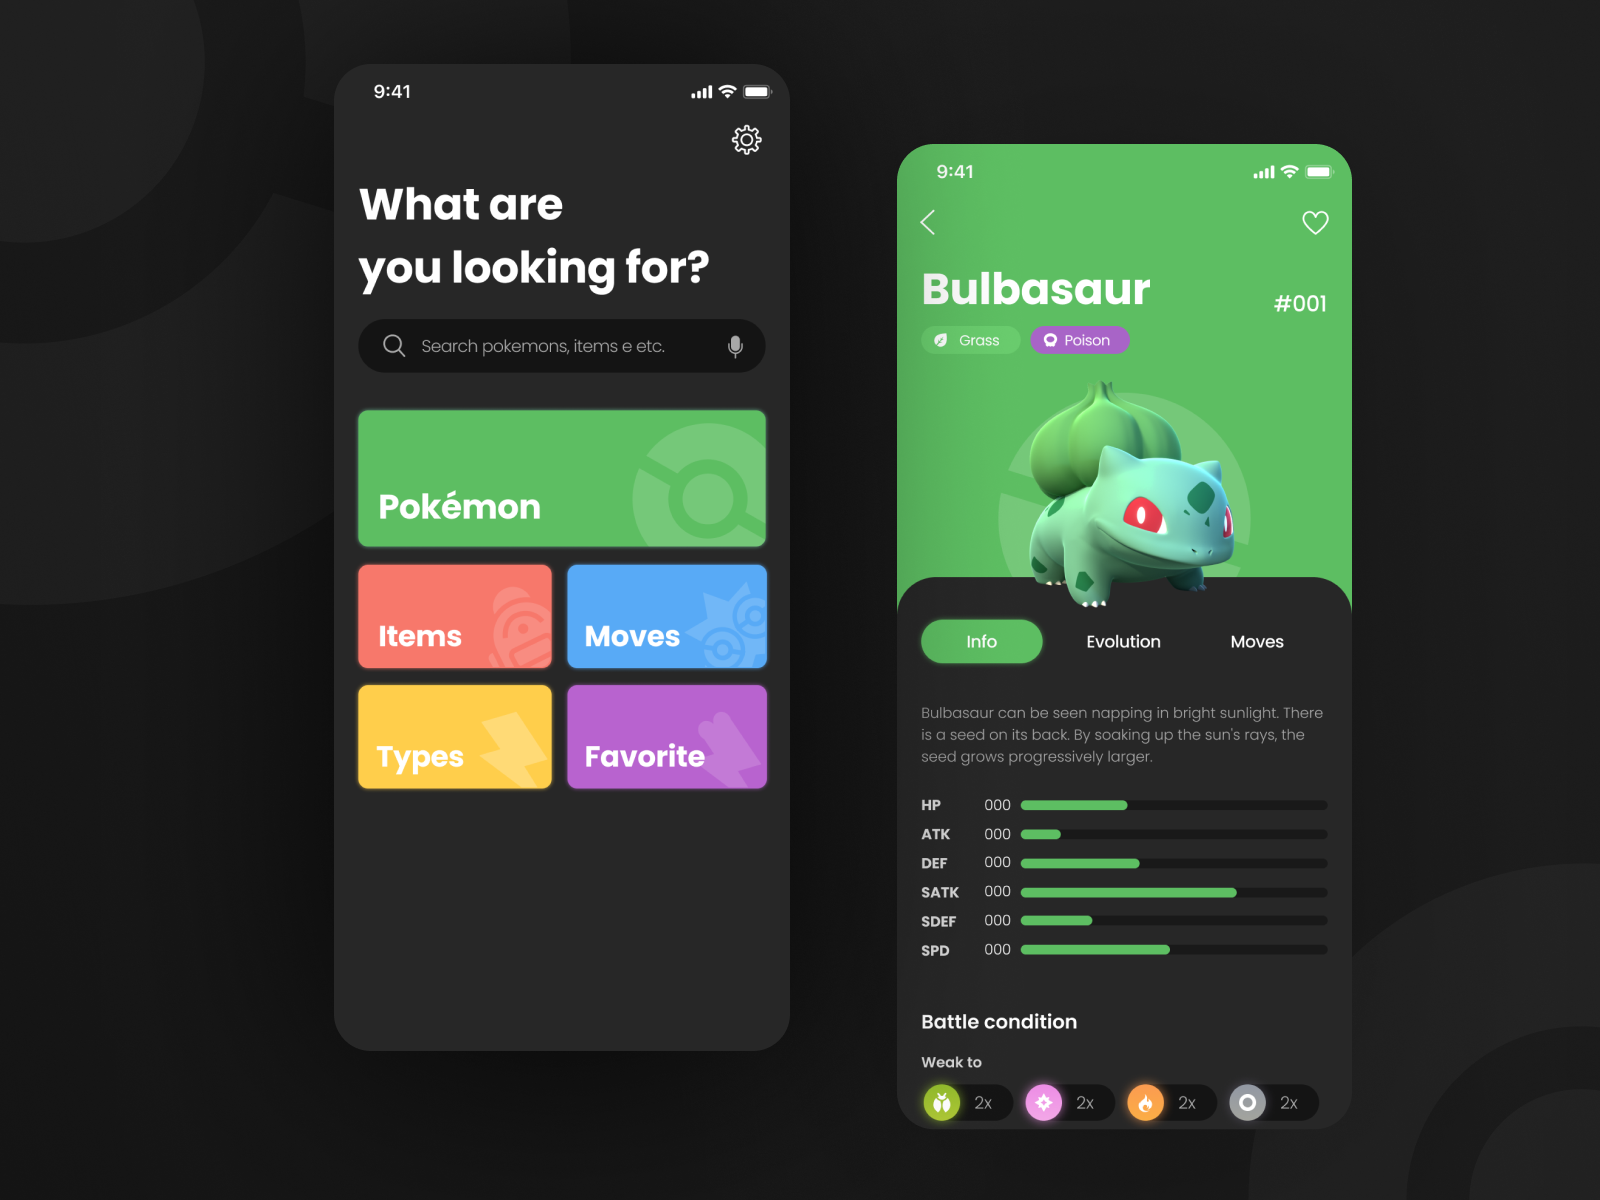 9:41
What are
you looking for?
Search pokemons, items e etc.
Pokémon
Items
Moves
Types
Favorite
9:41
Bulbasaur
#001
Grass
Poison
Info
Evolution
Moves
Bulbasaur can be seen napping in bright sunlight. There
is a seed on its back. By soaking up the sun's rays, the
seed grows progressively larger.
HP 000
ATK 000
DEF 000
SATK 000
SDEF 000
SPD 000
Battle condition
Weak to
2x
2x
2x
2x